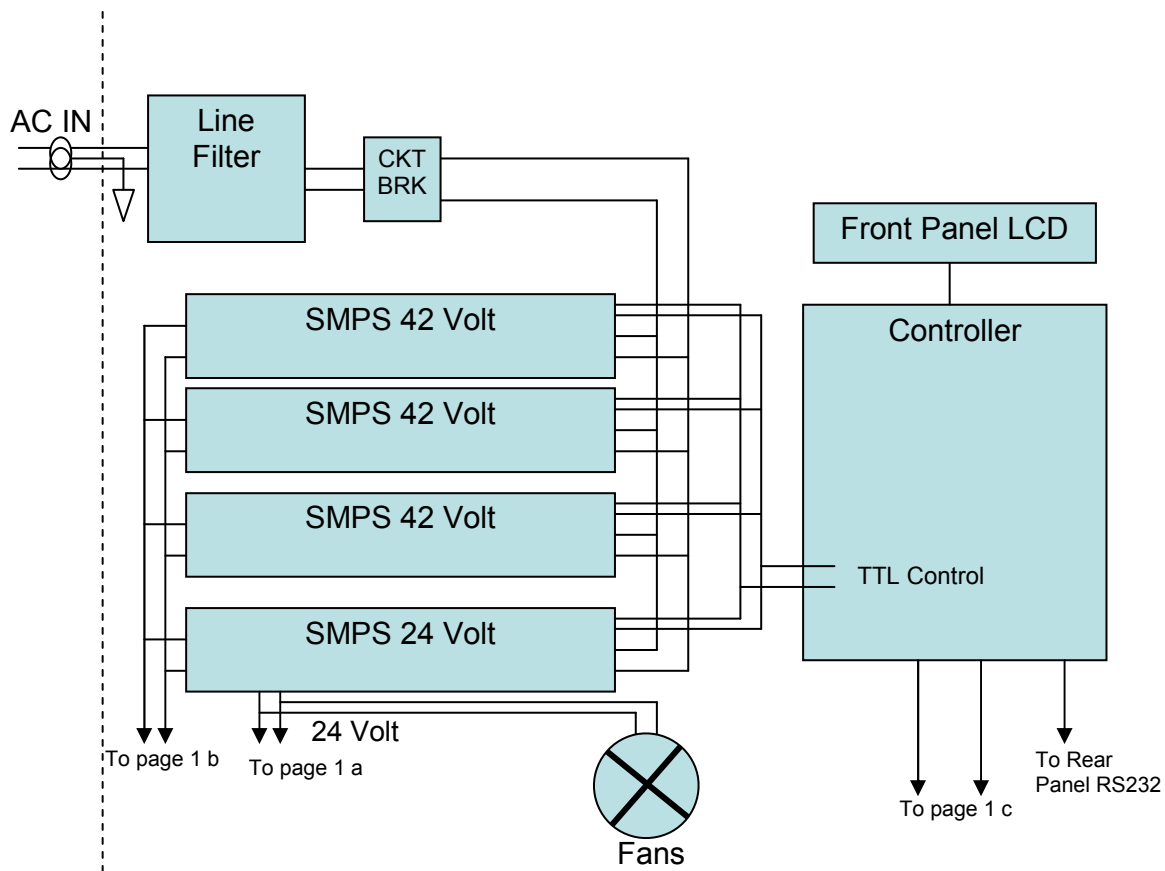 AC IN
Line
Filter
CKT
BRK
Front Panel LCD
SMPS 42 Volt
Controller
SMPS 42 Volt
SMPS 42 Volt
TTL Control
SMPS 24 Volt
24 Volt
To page 1 b
To page 1 a
To Rear
Panel RS232
To page 1 c
Fans